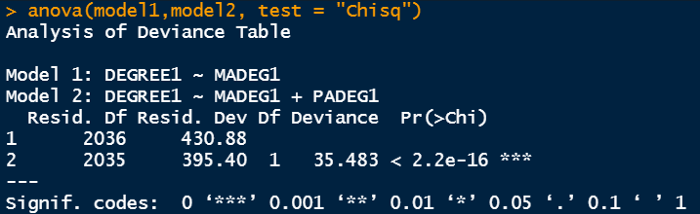 > anova(model1,model2, test = "Chisq")
Analysis of Deviance Table

Model 1: DEGREE1 ~ MADEG1
Model 2: DEGREE1 ~ MADEG1 + PADEG1
  Resid. Df Resid. Dev Df Deviance  Pr(>Chi)
1      2036     430.88
2      2035     395.40  1   35.483 < 2.2e-16 ***
---
Signif. codes:  0 ‘***’ 0.001 ‘**’ 0.01 ‘*’ 0.05 ‘.’ 0.1 ‘ ’ 1